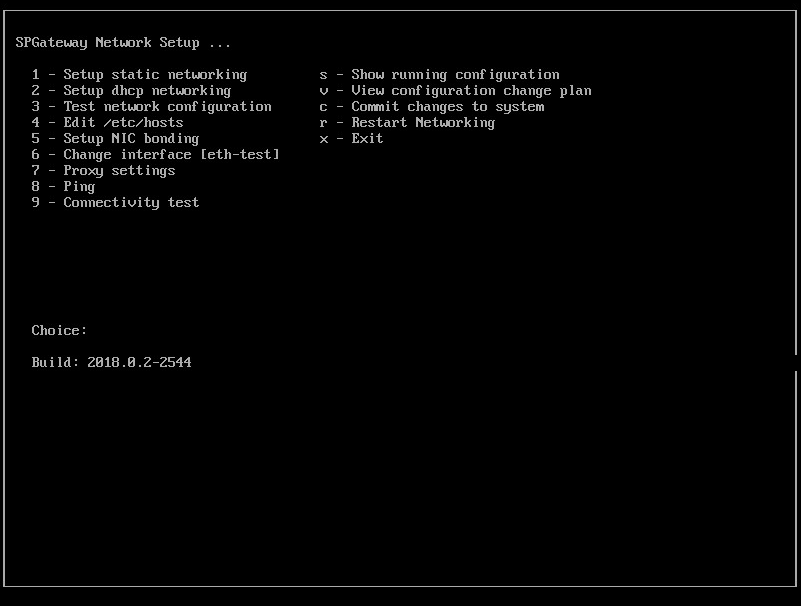 SPGateway Network Setup ...
1 - Setup static networking s - Show running configuration
2 - Setup dhcp networking v - View configuration change plan
3 - Test network configuration c - Commit changes to system
4 - Edit /etc/hosts r - Restart Networking
5 - Setup NIC bonding x - Exit
6 - Change interface [eth-test]
7 - Proxy settings
8 - Ping
9 - Connectivity test
Choice:
Build: 2018.0.2-2544